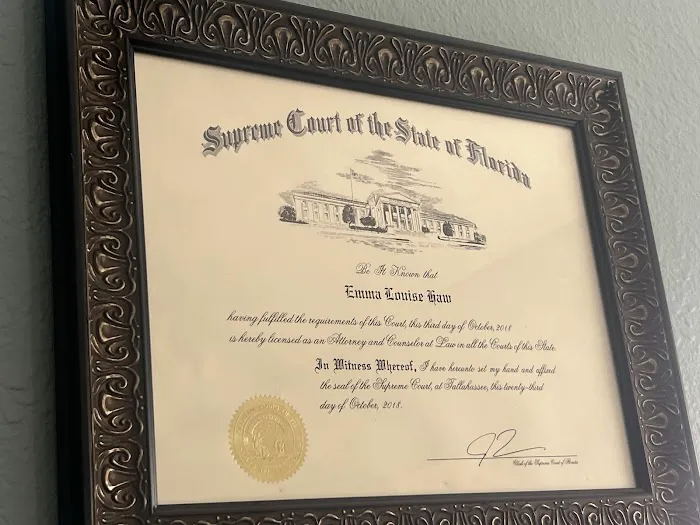 Supreme Court of the State of Florida
Be It Known that
Emma Louise Haw
having fulfilled the requirements of this Court, this third day of October, 2018
is hereby licensed as an Attorney and Counselor at Law in all the Courts of this State.
In Witness Whereof, I have hereunto set my hand and affixed
the seal of the Supreme Court, at Tallahassee, this twenty-third
day of October, 2018.
Clerk of the Supreme Court of Florida